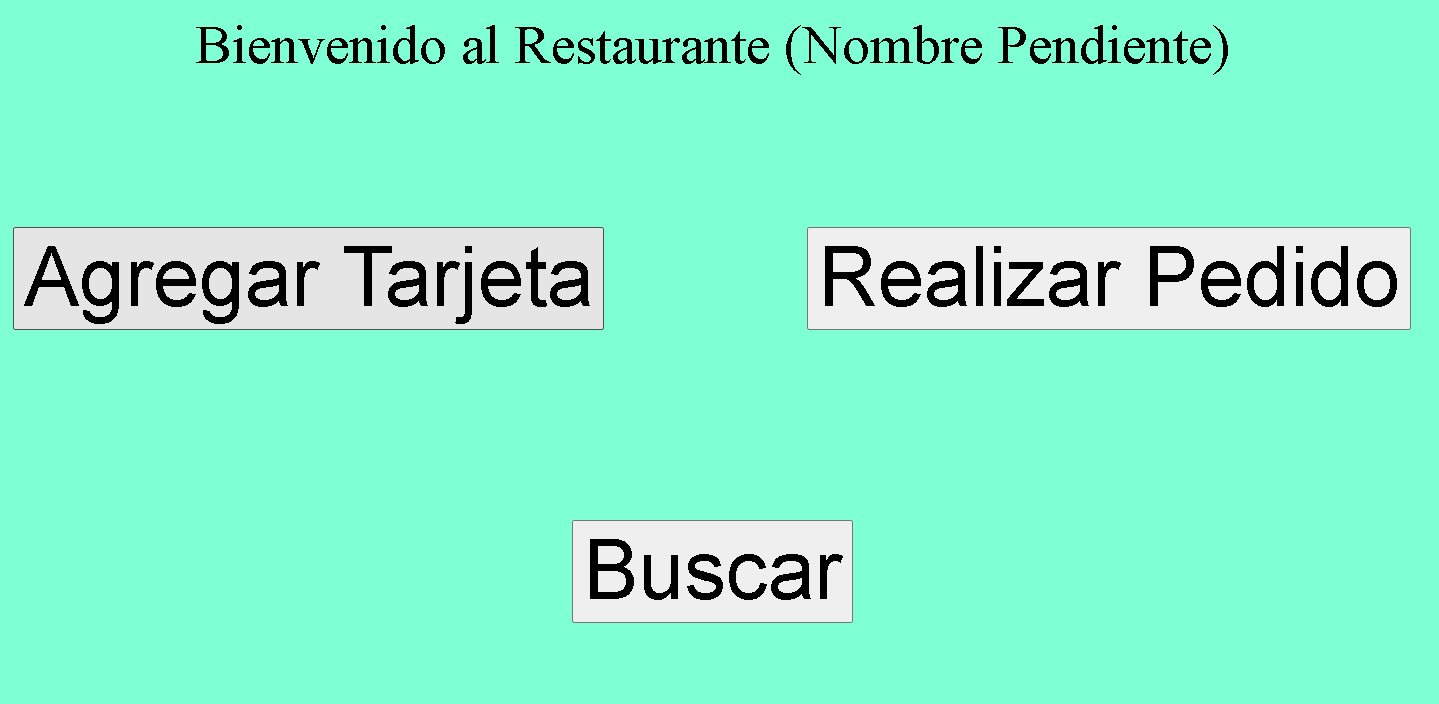 Bienvenido al Restaurante (Nombre Pendiente)
Agregar Tarjeta
Realizar Pedido
Buscar